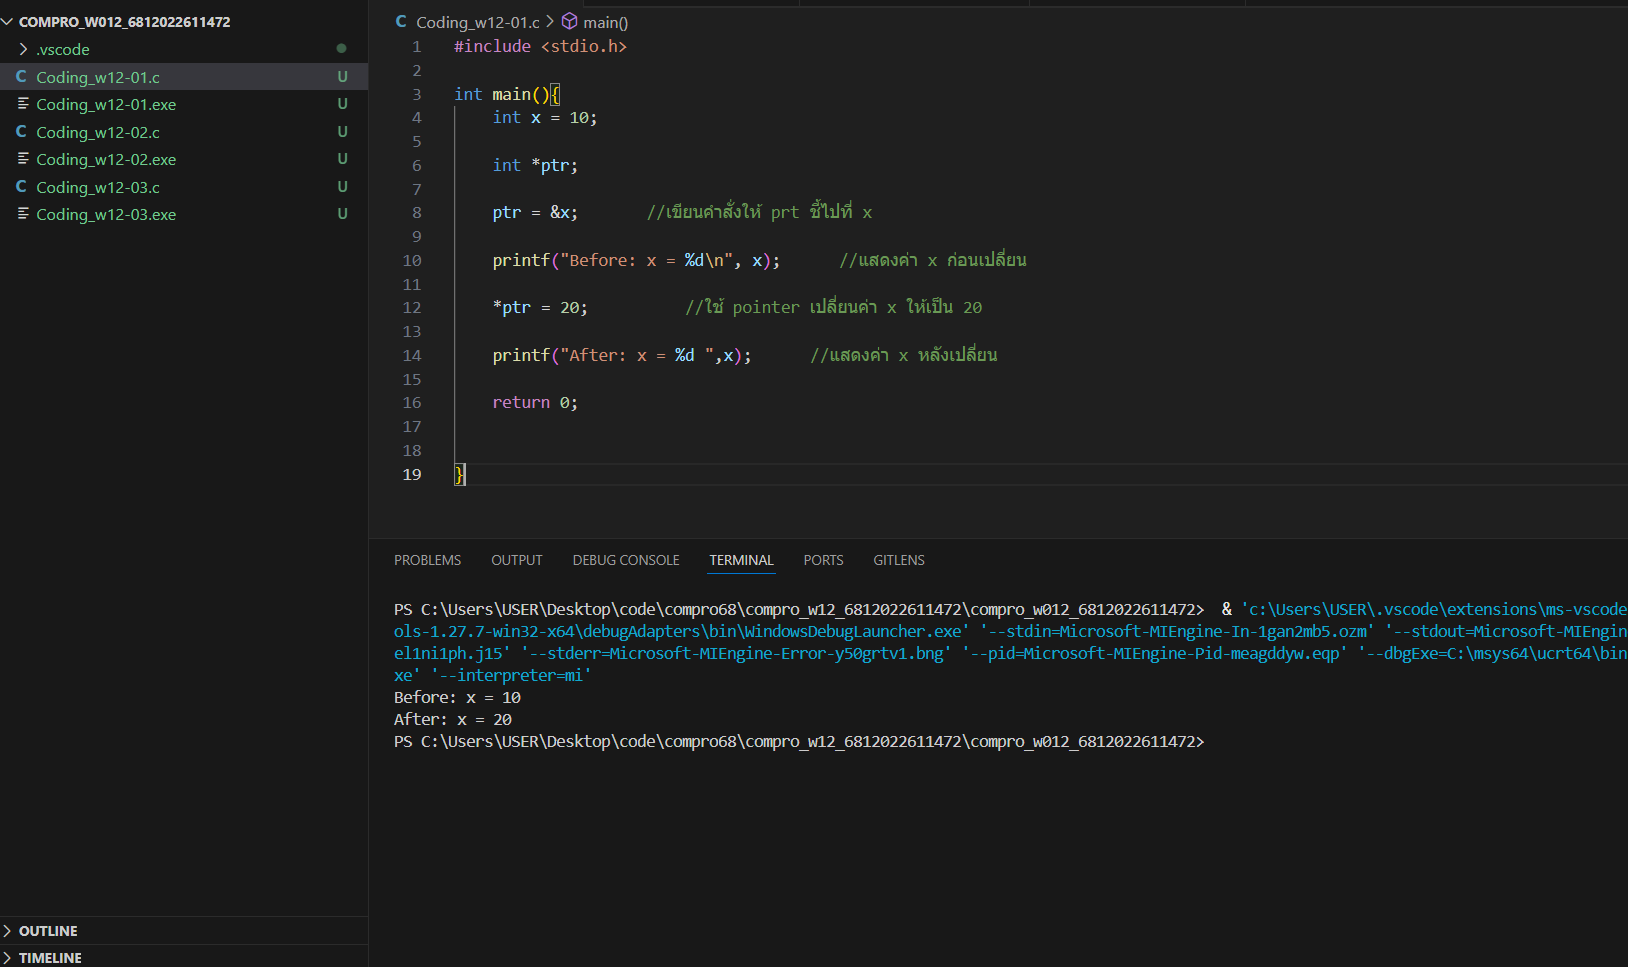 COMPRO_W012_6812022611472
.vscode
Coding_w12-01.c U
Coding_w12-01.exe U
Coding_w12-02.c U
Coding_w12-02.exe U
Coding_w12-03.c U
Coding_w12-03.exe U
OUTLINE
TIMELINE
C Coding_w12-01.c > main()
1 #include <stdio.h>
2
3 int main(){
4     int x = 10;
5
6     int *ptr;
7
8     ptr = &x;       //เขียนคำสั่งให้ prt ชี้ไปที่ x
9
10     printf("Before: x = %d\n", x);      //แสดงค่า x ก่อนเปลี่ยน
11
12     *ptr = 20;          //ใช้ pointer เปลี่ยนค่า x ให้เป็น 20
13
14     printf("After: x = %d ",x);      //แสดงค่า x หลังเปลี่ยน
15
16     return 0;
17
18
19 }
PROBLEMS OUTPUT DEBUG CONSOLE TERMINAL PORTS GITLENS
PS C:\Users\USER\Desktop\code\compro68\compro_w12_6812022611472\compro_w012_6812022611472>  & 'c:\Users\USER\.vscode\extensions\ms-vscode
ols-1.27.7-win32-x64\debugAdapters\bin\WindowsDebugLauncher.exe' '--stdin=Microsoft-MIEngine-In-1gan2mb5.ozm' '--stdout=Microsoft-MIEngin
el1ni1ph.j15' '--stderr=Microsoft-MIEngine-Error-y50grtv1.bng' '--pid=Microsoft-MIEngine-Pid-meagddyw.eqp' '--dbgExe=C:\msys64\ucrt64\bin
xe' '--interpreter=mi'
Before: x = 10
After: x = 20
PS C:\Users\USER\Desktop\code\compro68\compro_w12_6812022611472\compro_w012_6812022611472>